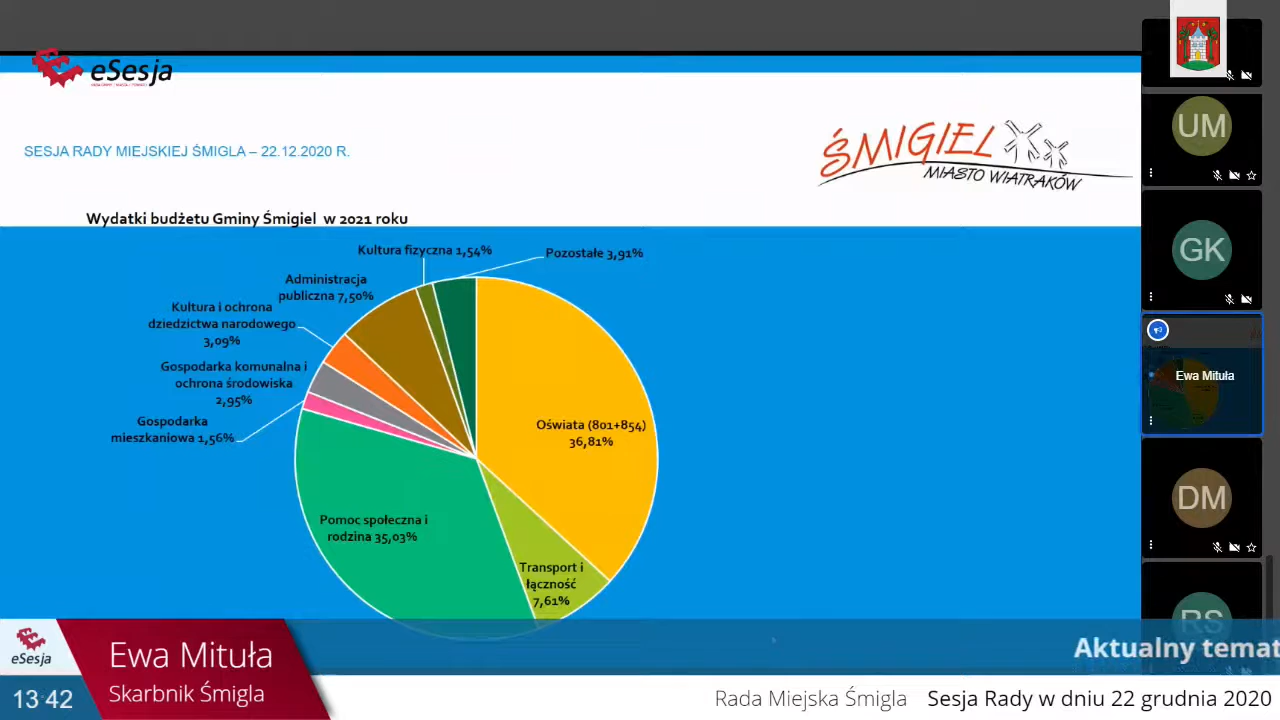 eSesja
SESJA RADY MIEJSKIEJ ŚMIGLA – 22.12.2020 R.
ŚMIGIEL
MIASTO WIATRAKÓW
Wydatki budżetu Gminy Śmigiel w 2021 roku
Kultura fizyczna 1,54%
Pozostałe 3,91%
Administracja
publiczna 7,50%
Kultura i ochrona
dziedzictwa narodowego
3,09%
Gospodarka komunalna i
ochrona środowiska
2,95%
Gospodarka
mieszkaniowa 1,56%
Oświata (801+854)
36,81%
Pomoc społeczna i
rodzina 35,03%
Transport i
łączność
7,61%
UM
GK
Ewa Mituła
DM
RS
eSesja
Ewa Mituła
Skarbnik Śmigla
13:42
Aktualny temat
Rada Miejska Śmigla Sesja Rady w dniu 22 grudnia 2020